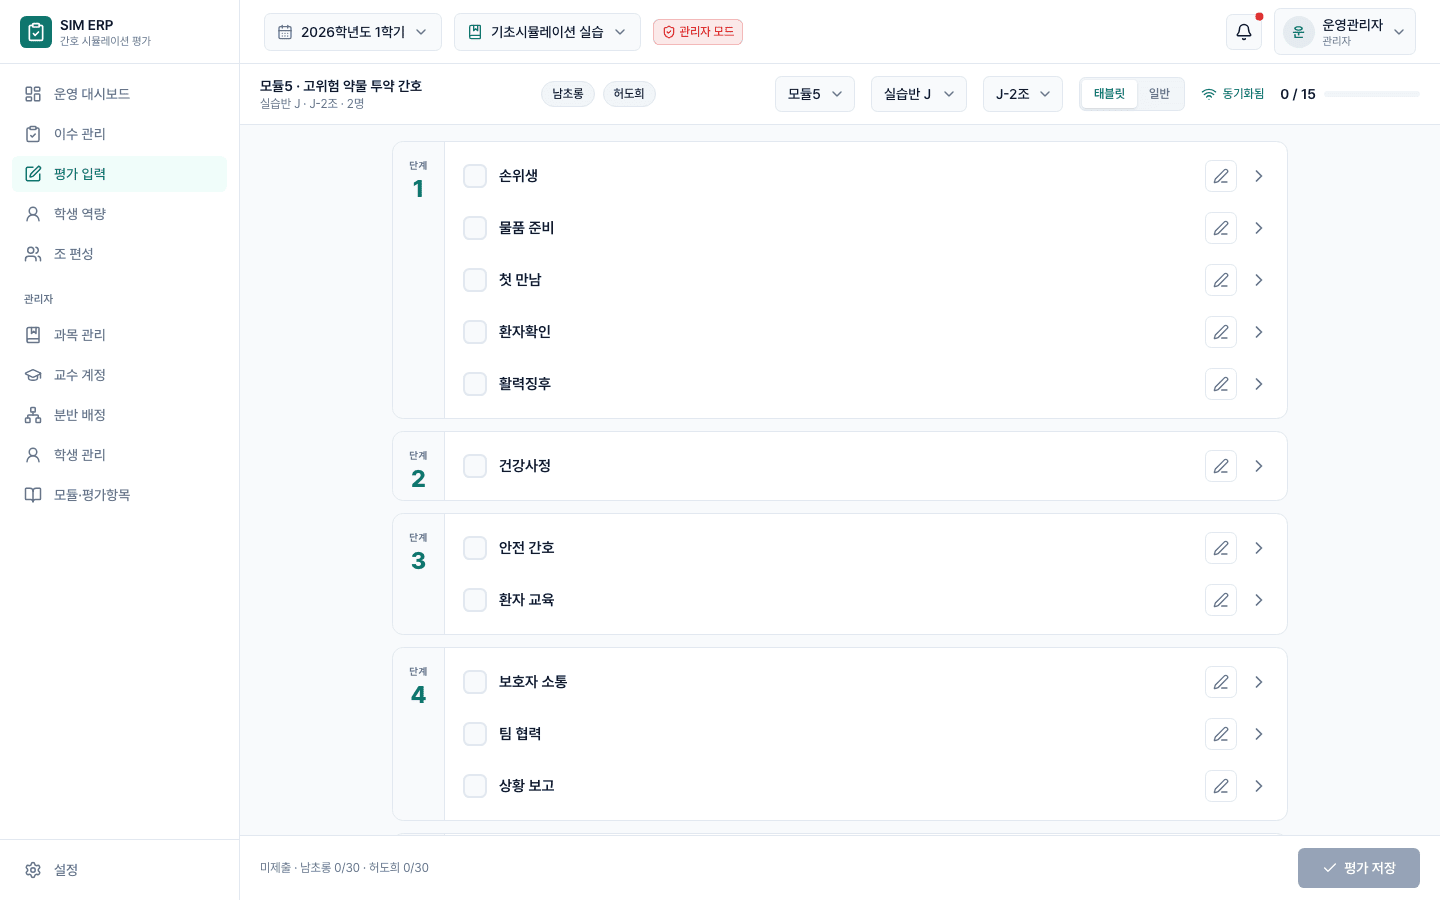 SIM ERP
간호 시뮬레이션 평가
2026학년도 1학기
기초시뮬레이션 실습
관리자 모드
운
운영관리자
관리자
운영 대시보드
이수 관리
평가 입력
학생 역량
조 편성
관리자
과목 관리
교수 계정
분반 배정
학생 관리
모듈·평가항목
설정
모듈5 · 고위험 약물 투약 간호
실습반 J · J-2조 · 2명
남초롱
허도희
모듈5
실습반 J
J-2조
태블릿
일반
동기화됨
0 / 15
단계
1
손위생
물품 준비
첫 만남
환자확인
활력징후
단계
2
건강사정
단계
3
안전 간호
환자 교육
단계
4
보호자 소통
팀 협력
상황 보고
미제출 · 남초롱 0/30 · 허도희 0/30
평가 저장